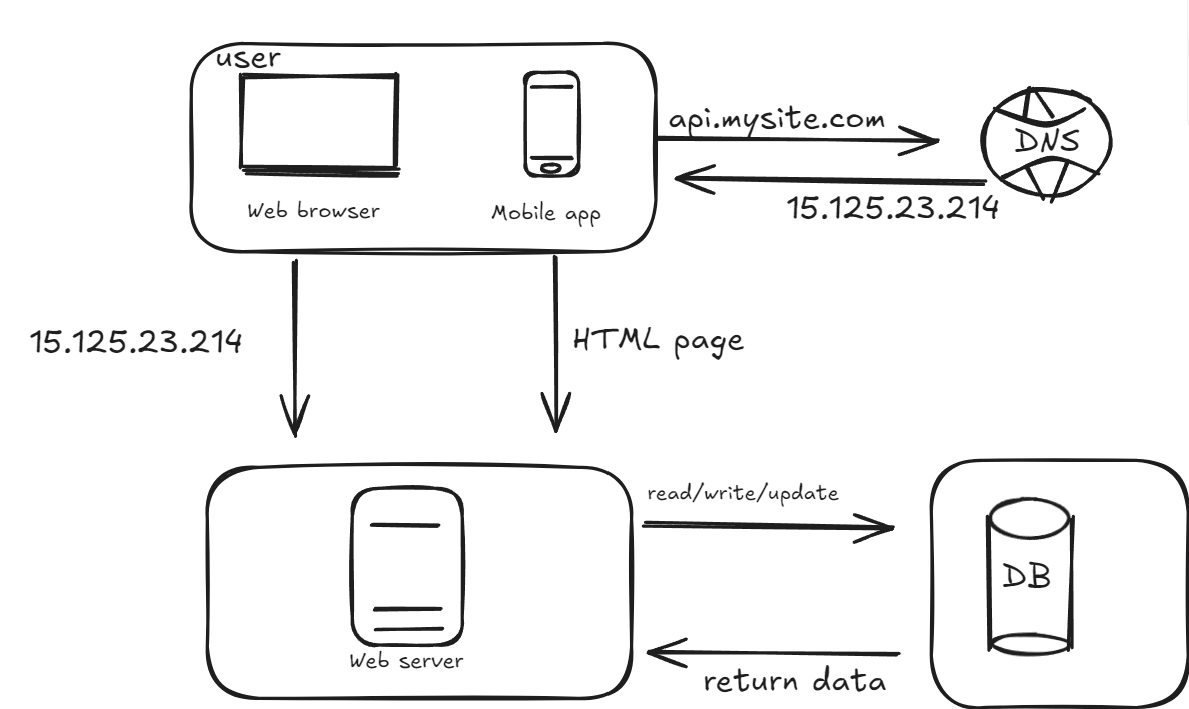 user
Web browser
Mobile app
api.mysite.com
DNS
15.125.23.214
15.125.23.214
HTML page
read/write/update
DB
Web server
return data